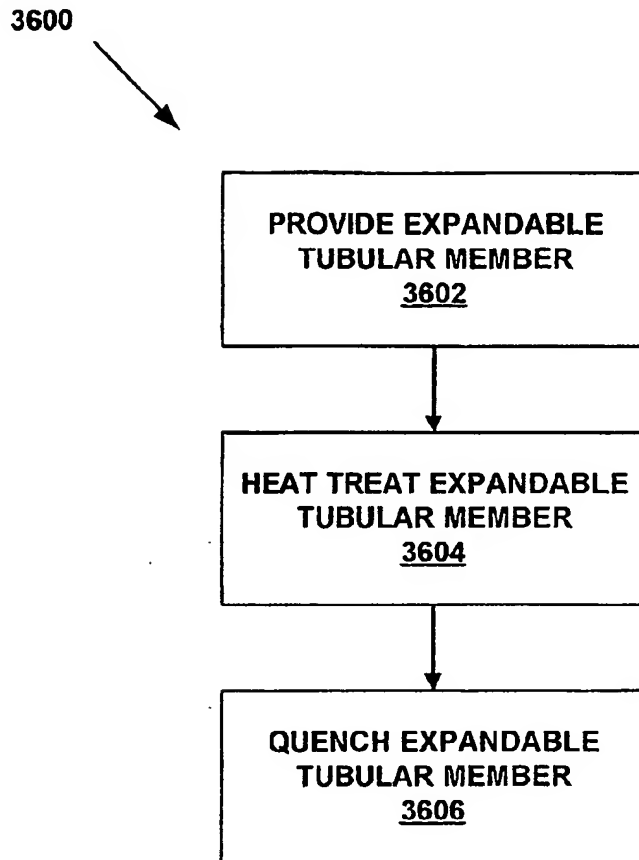 3600
PROVIDE EXPANDABLE
TUBULAR MEMBER
3602
HEAT TREAT EXPANDABLE
TUBULAR MEMBER
3604
QUENCH EXPANDABLE
TUBULAR MEMBER
3606